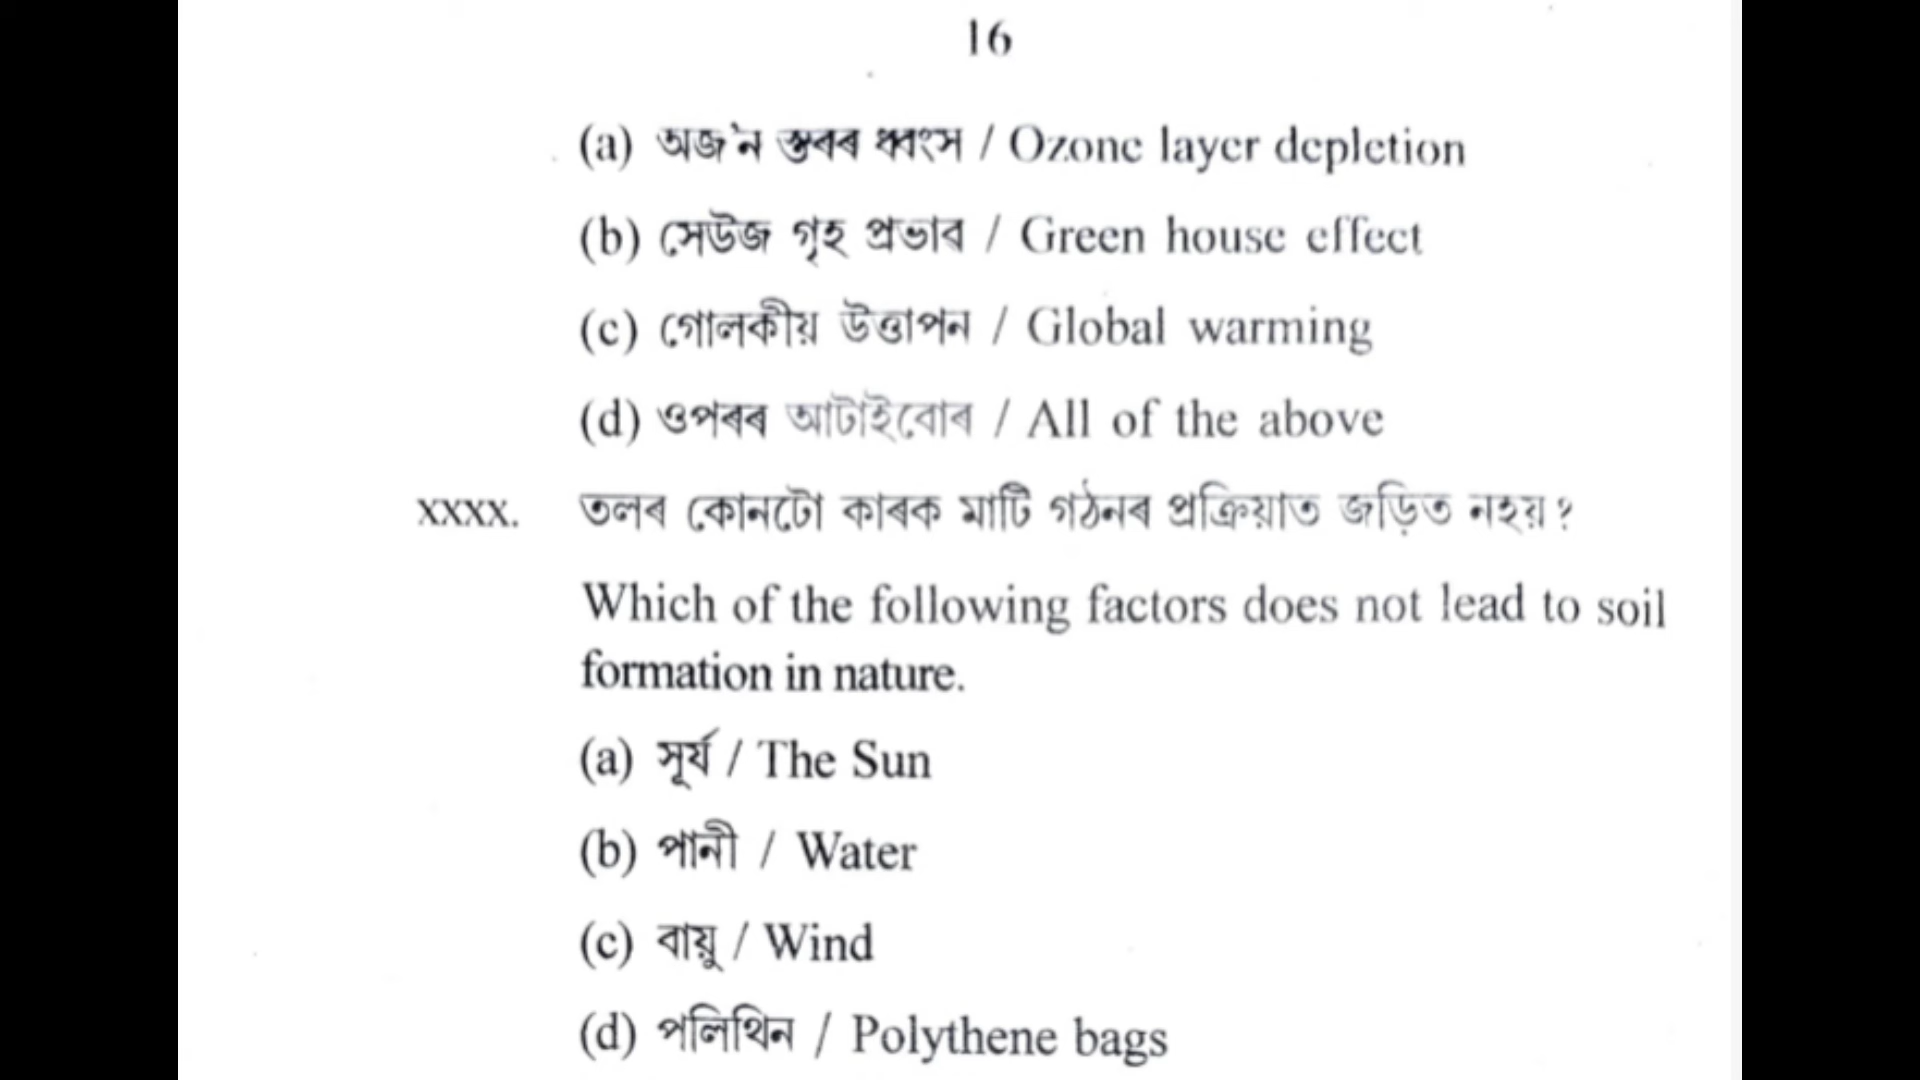 16
(a) অজ'ন স্তৰৰ ধ্বংস / Ozone layer depletion
(b) সেউজ গৃহ প্ৰভাৱ / Green house effect
(c) গোলকীয় উত্তাপন / Global warming
(d) ওপৰৰ আটাইবোৰ / All of the above
xxxx. তলৰ কোনটো কাৰক মাটি গঠনৰ প্ৰক্ৰিয়াত জড়িত নহয়?
Which of the following factors does not lead to soil
formation in nature.
(a) সূৰ্য / The Sun
(b) পানী / Water
(c) বায়ু / Wind
(d) পলিথিন / Polythene bags